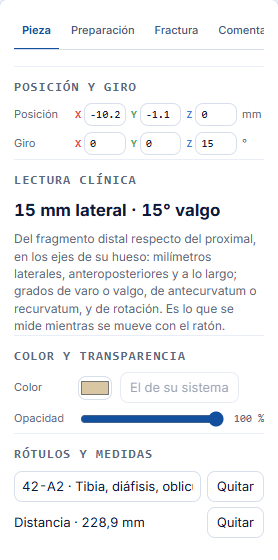 Pieza Preparación Fractura Comenta
POSICIÓN Y GIRO
Posición X -10.2 Y -1.1 Z 0 mm
Giro X 0 Y 0 Z 15 °
LECTURA CLÍNICA
15 mm lateral · 15° valgo
Del fragmento distal respecto del proximal,
en los ejes de su hueso: milímetros
laterales, anteroposteriores y a lo largo;
grados de varo o valgo, de antecurvatum o
recurvatum, y de rotación. Es lo que se
mide mientras se mueve con el ratón.
COLOR Y TRANSPARENCIA
Color El de su sistema
Opacidad 100 %
RÓTULOS Y MEDIDAS
42-A2 · Tibia, diáfisis, oblicu Quitar
Distancia · 228,9 mm Quitar